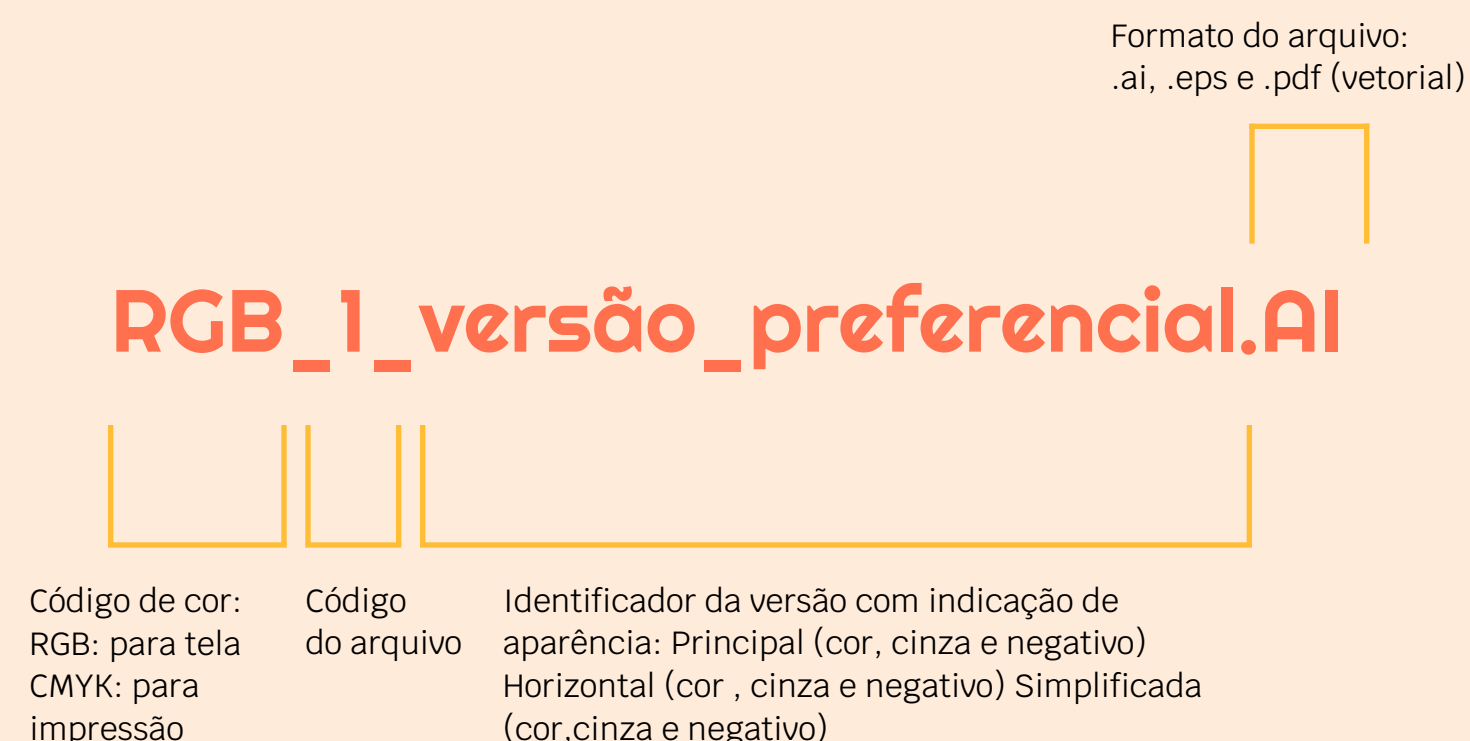 Formato do arquivo:
.ai, .eps e .pdf (vetorial)
RGB_1_versão_preferencial.AI
Código de cor:
RGB: para tela
CMYK: para
impressão
Código
do arquivo
Identificador da versão com indicação de
aparência: Principal (cor, cinza e negativo)
Horizontal (cor , cinza e negativo) Simplificada
(cor,cinza e negativo)